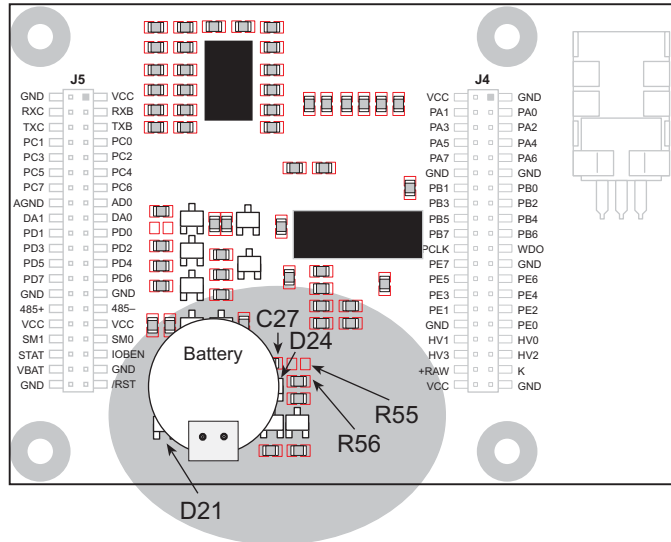 J5
GND VCC
RXC RXB
TXC TXB
PC1 PC0
PC3 PC2
PC5 PC4
PC7 PC6
AGND AD0
DA1 DA0
PD1 PD0
PD3 PD2
PD5 PD4
PD7 PD6
GND GND
485+ 485–
VCC VCC
SM1 SM0
STAT IOBEN
VBAT GND
GND /RST
J4
VCC GND
PA1 PA0
PA3 PA2
PA5 PA4
PA7 PA6
GND GND
PB1 PB0
PB3 PB2
PB5 PB4
PB7 PB6
PCLK WDO
PE7 GND
PE5 PE6
PE3 PE4
PE1 PE2
GND PE0
HV1 HV0
HV3 HV2
+RAW K
VCC GND
Battery
C27
D24
R55
R56
D21